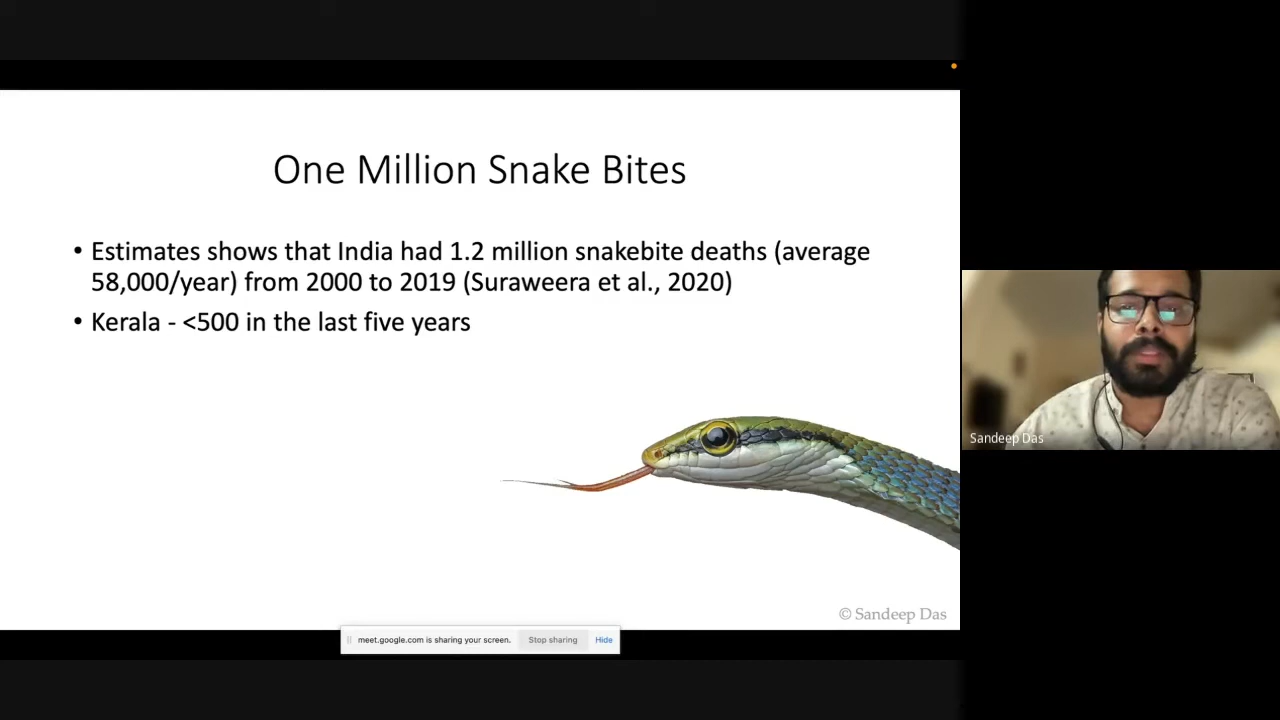 One Million Snake Bites
• Estimates shows that India had 1.2 million snakebite deaths (average
58,000/year) from 2000 to 2019 (Suraweera et al., 2020)
• Kerala - <500 in the last five years
© Sandeep Das
meet.google.com is sharing your screen. Stop sharing Hide
Sandeep Das